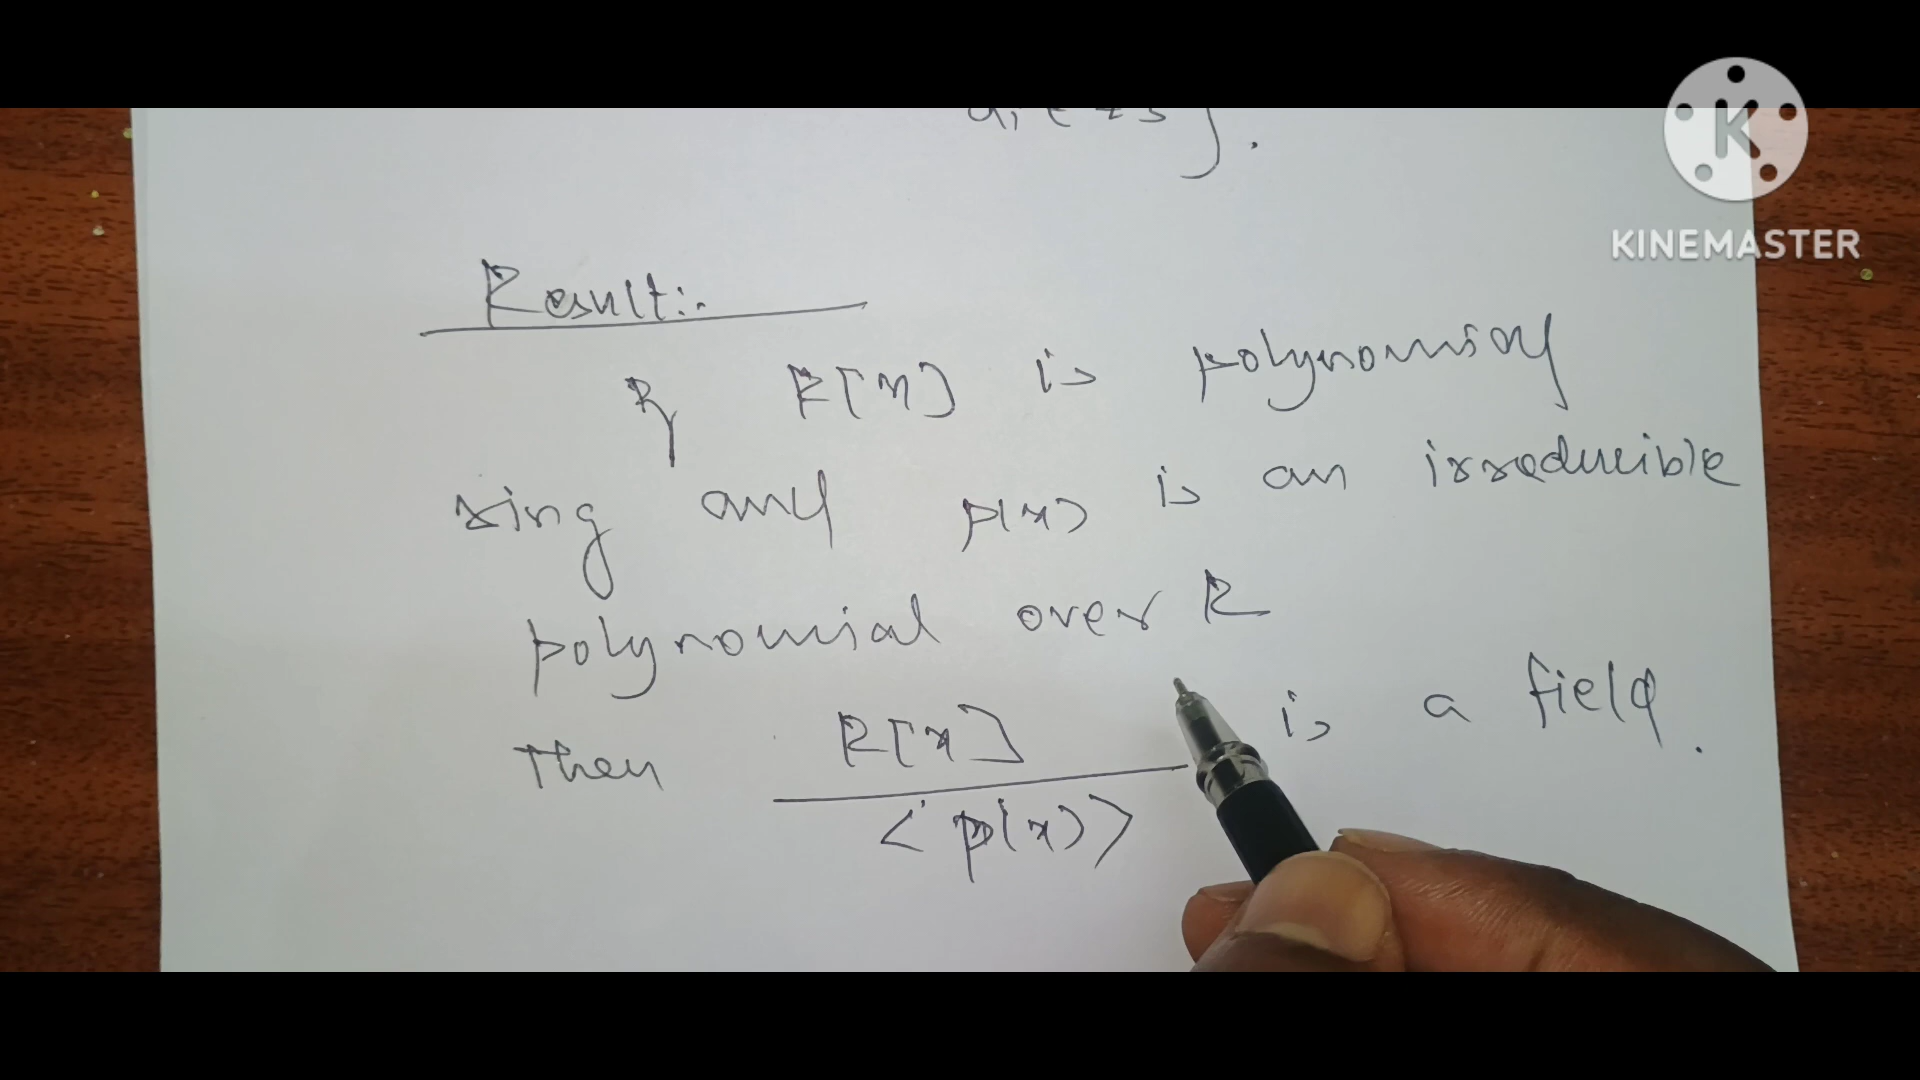 KINEMASTER
Result:-
If R[x] is polynomial
ring and p(x) is an irreducible
polynomial over R
Then R[x] is a field.
<p(x)>